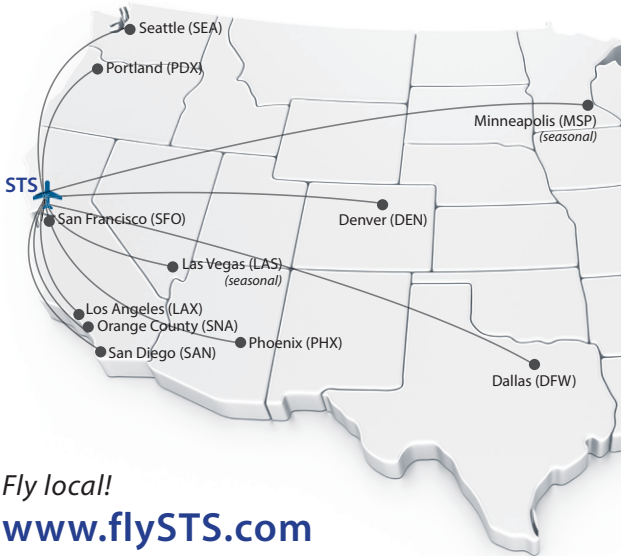 Seattle (SEA)
Portland (PDX)
Minneapolis (MSP)
(seasonal)
STS
San Francisco (SFO)
Denver (DEN)
Las Vegas (LAS)
(seasonal)
Los Angeles (LAX)
Orange County (SNA)
San Diego (SAN)
Phoenix (PHX)
Dallas (DFW)
Fly local!
www.flySTS.com